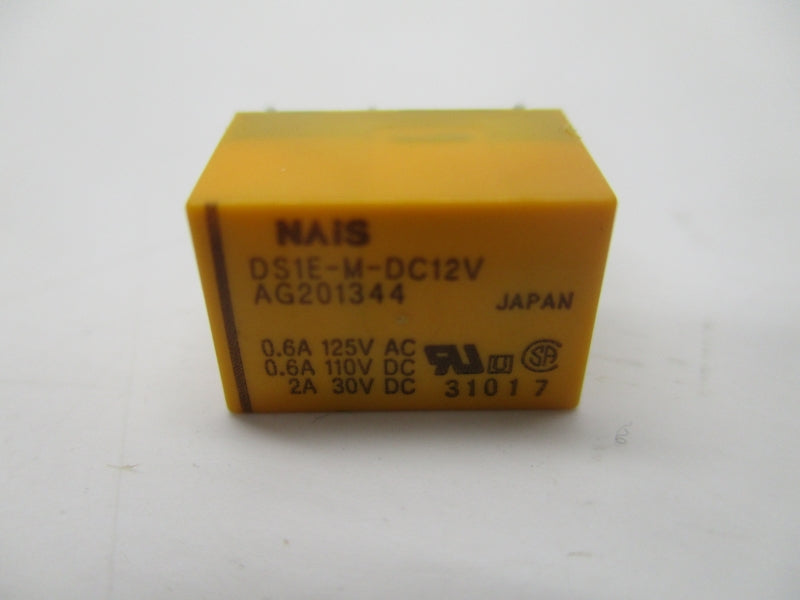 NAiS
DS1E-M-DC12V
AG201344
JAPAN
0.6A 125V AC
0.6A 110V DC
2A 30V DC
31017